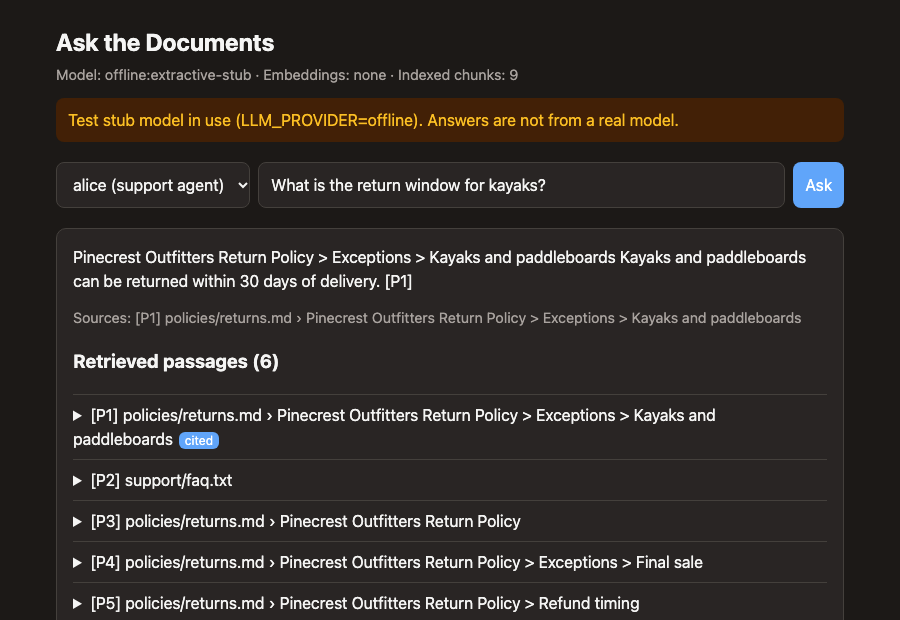 Ask the Documents
Model: offline:extractive-stub · Embeddings: none · Indexed chunks: 9
Test stub model in use (LLM_PROVIDER=offline). Answers are not from a real model.
alice (support agent)
What is the return window for kayaks?
Ask
Pinecrest Outfitters Return Policy > Exceptions > Kayaks and paddleboards Kayaks and paddleboards
can be returned within 30 days of delivery. [P1]
Sources: [P1] policies/returns.md › Pinecrest Outfitters Return Policy > Exceptions > Kayaks and paddleboards
Retrieved passages (6)
[P1] policies/returns.md › Pinecrest Outfitters Return Policy > Exceptions > Kayaks and
paddleboards cited
[P2] support/faq.txt
[P3] policies/returns.md › Pinecrest Outfitters Return Policy
[P4] policies/returns.md › Pinecrest Outfitters Return Policy > Exceptions > Final sale
[P5] policies/returns.md › Pinecrest Outfitters Return Policy > Refund timing